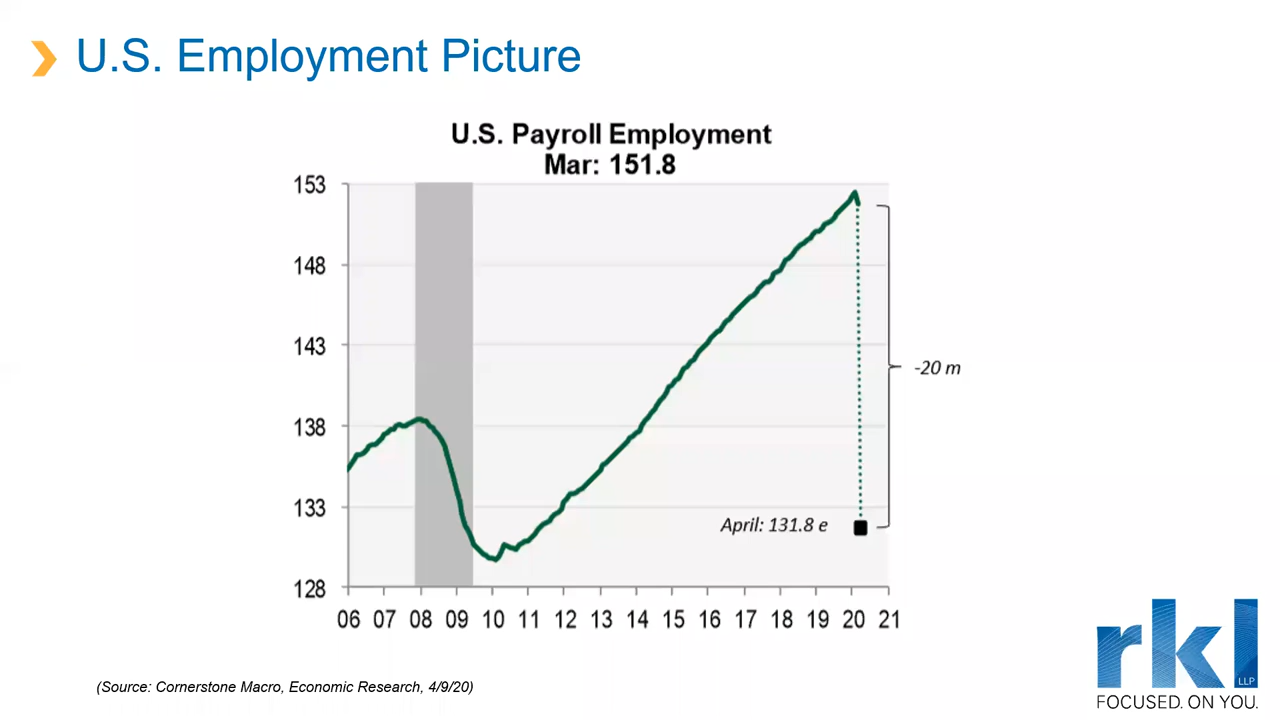 U.S. Employment Picture
U.S. Payroll Employment
Mar: 151.8
153
148
143
138
133
128
-20 m
April: 131.8 e
06 07 08 09 10 11 12 13 14 15 16 17 18 19 20 21
(Source: Cornerstone Macro, Economic Research, 4/9/20)
rkl
LLP
FOCUSED. ON YOU.